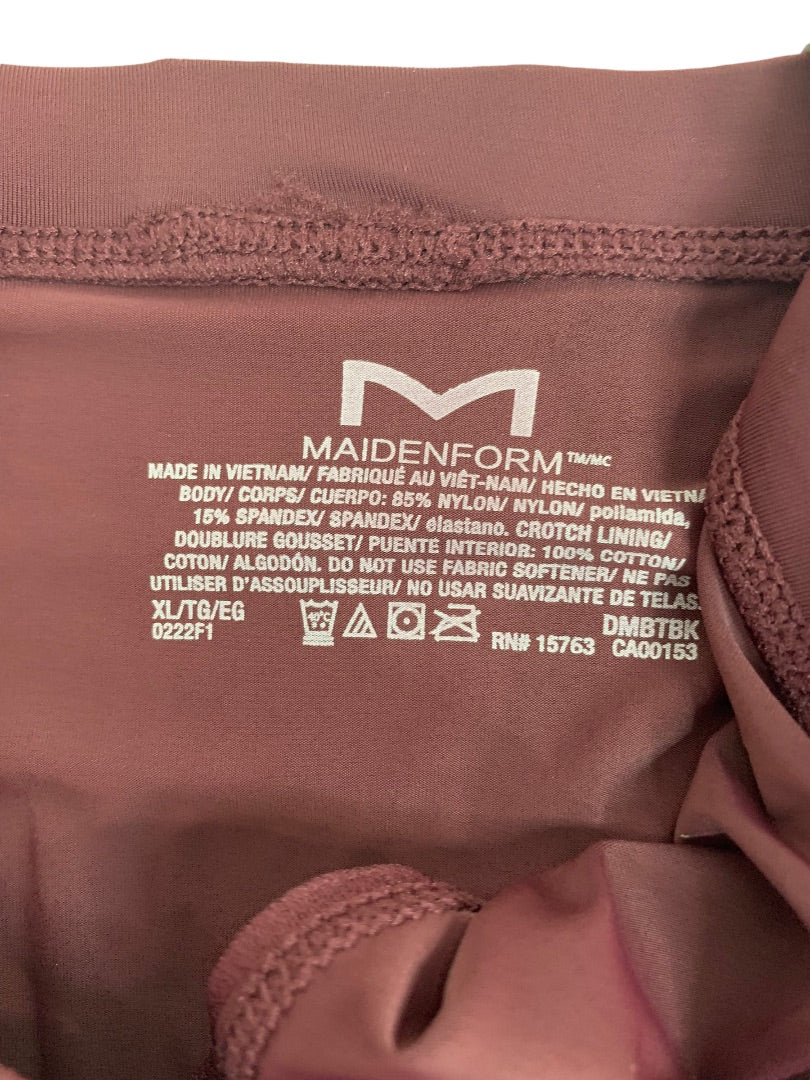 MAIDENFORM TM/MC
MADE IN VIETNAM/ FABRIQUÉ AU VIÊT-NAM/ HECHO EN VIETNA
BODY/ CORPS/ CUERPO: 85% NYLON/ NYLON/ poliamida,
15% SPANDEX/ SPANDEX/ elastano. CROTCH LINING/
DOUBLURE GOUSSET/ PUENTE INTERIOR: 100% COTTON/
COTON/ ALGODÓN. DO NOT USE FABRIC SOFTENER/ NE PAS
UTILISER D'ASSOUPLISSEUR/ NO USAR SUAVIZANTE DE TELAS.
XL/TG/EG
0222F1
RN# 15763
DMBTBK
CA00153